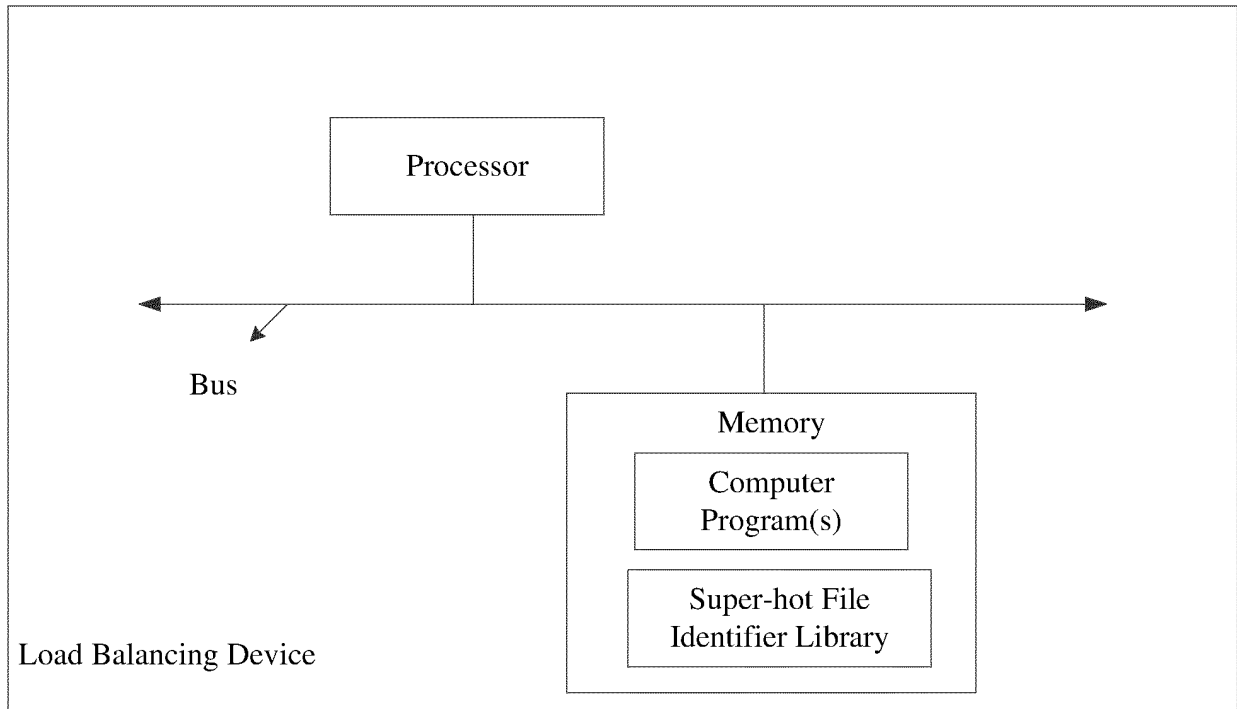 Processor
Bus
Memory
Computer
Program(s)
Super-hot File
Identifier Library
Load Balancing Device